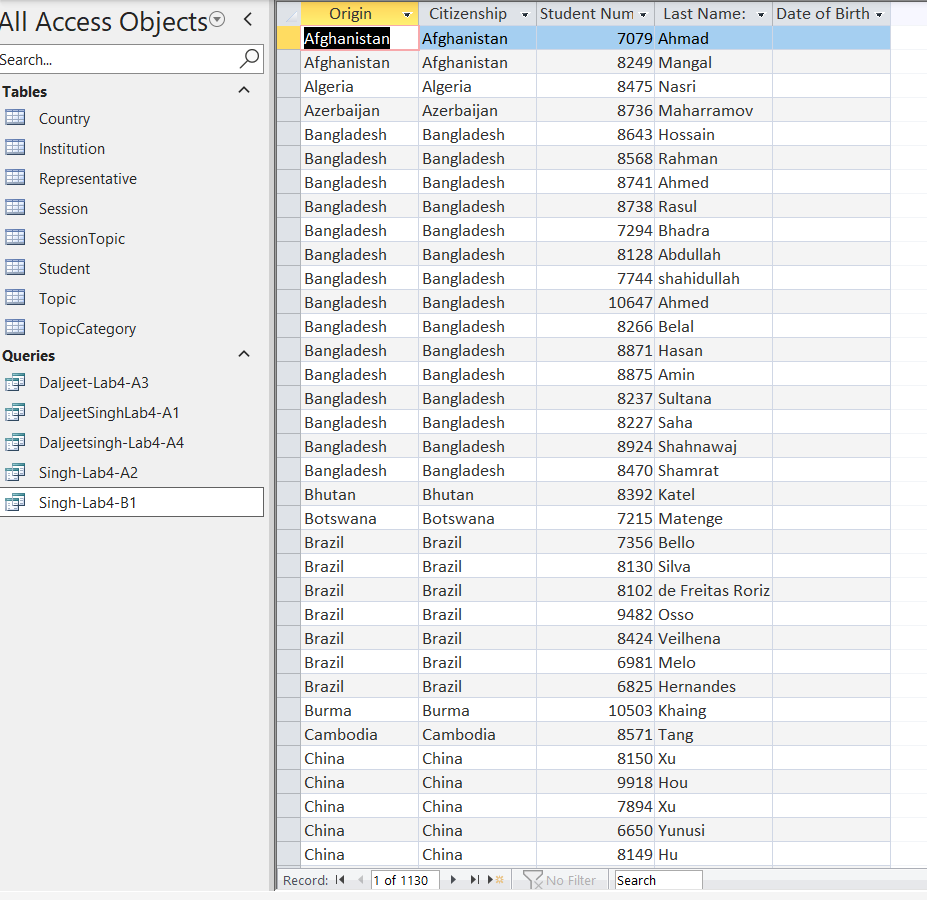 All Access Objects
Search...
Tables
Country
Institution
Representative
Session
SessionTopic
Student
Topic
TopicCategory
Queries
Daljeet-Lab4-A3
DaljeetSinghLab4-A1
Daljeetsingh-Lab4-A4
Singh-Lab4-A2
Singh-Lab4-B1
Origin Citizenship Student Num Last Name: Date of Birth
Afghanistan Afghanistan 7079 Ahmad
Afghanistan Afghanistan 8249 Mangal
Algeria Algeria 8475 Nasri
Azerbaijan Azerbaijan 8736 Maharramov
Bangladesh Bangladesh 8643 Hossain
Bangladesh Bangladesh 8568 Rahman
Bangladesh Bangladesh 8741 Ahmed
Bangladesh Bangladesh 8738 Rasul
Bangladesh Bangladesh 7294 Bhadra
Bangladesh Bangladesh 8128 Abdullah
Bangladesh Bangladesh 7744 shahidullah
Bangladesh Bangladesh 10647 Ahmed
Bangladesh Bangladesh 8266 Belal
Bangladesh Bangladesh 8871 Hasan
Bangladesh Bangladesh 8875 Amin
Bangladesh Bangladesh 8237 Sultana
Bangladesh Bangladesh 8227 Saha
Bangladesh Bangladesh 8924 Shahnawaj
Bangladesh Bangladesh 8470 Shamrat
Bhutan Bhutan 8392 Katel
Botswana Botswana 7215 Matenge
Brazil Brazil 7356 Bello
Brazil Brazil 8130 Silva
Brazil Brazil 8102 de Freitas Roriz
Brazil Brazil 9482 Osso
Brazil Brazil 8424 Veilhena
Brazil Brazil 6981 Melo
Brazil Brazil 6825 Hernandes
Burma Burma 10503 Khaing
Cambodia Cambodia 8571 Tang
China China 8150 Xu
China China 9918 Hou
China China 7894 Xu
China China 6650 Yunusi
China China 8149 Hu
Record: 1 of 1130 No Filter Search